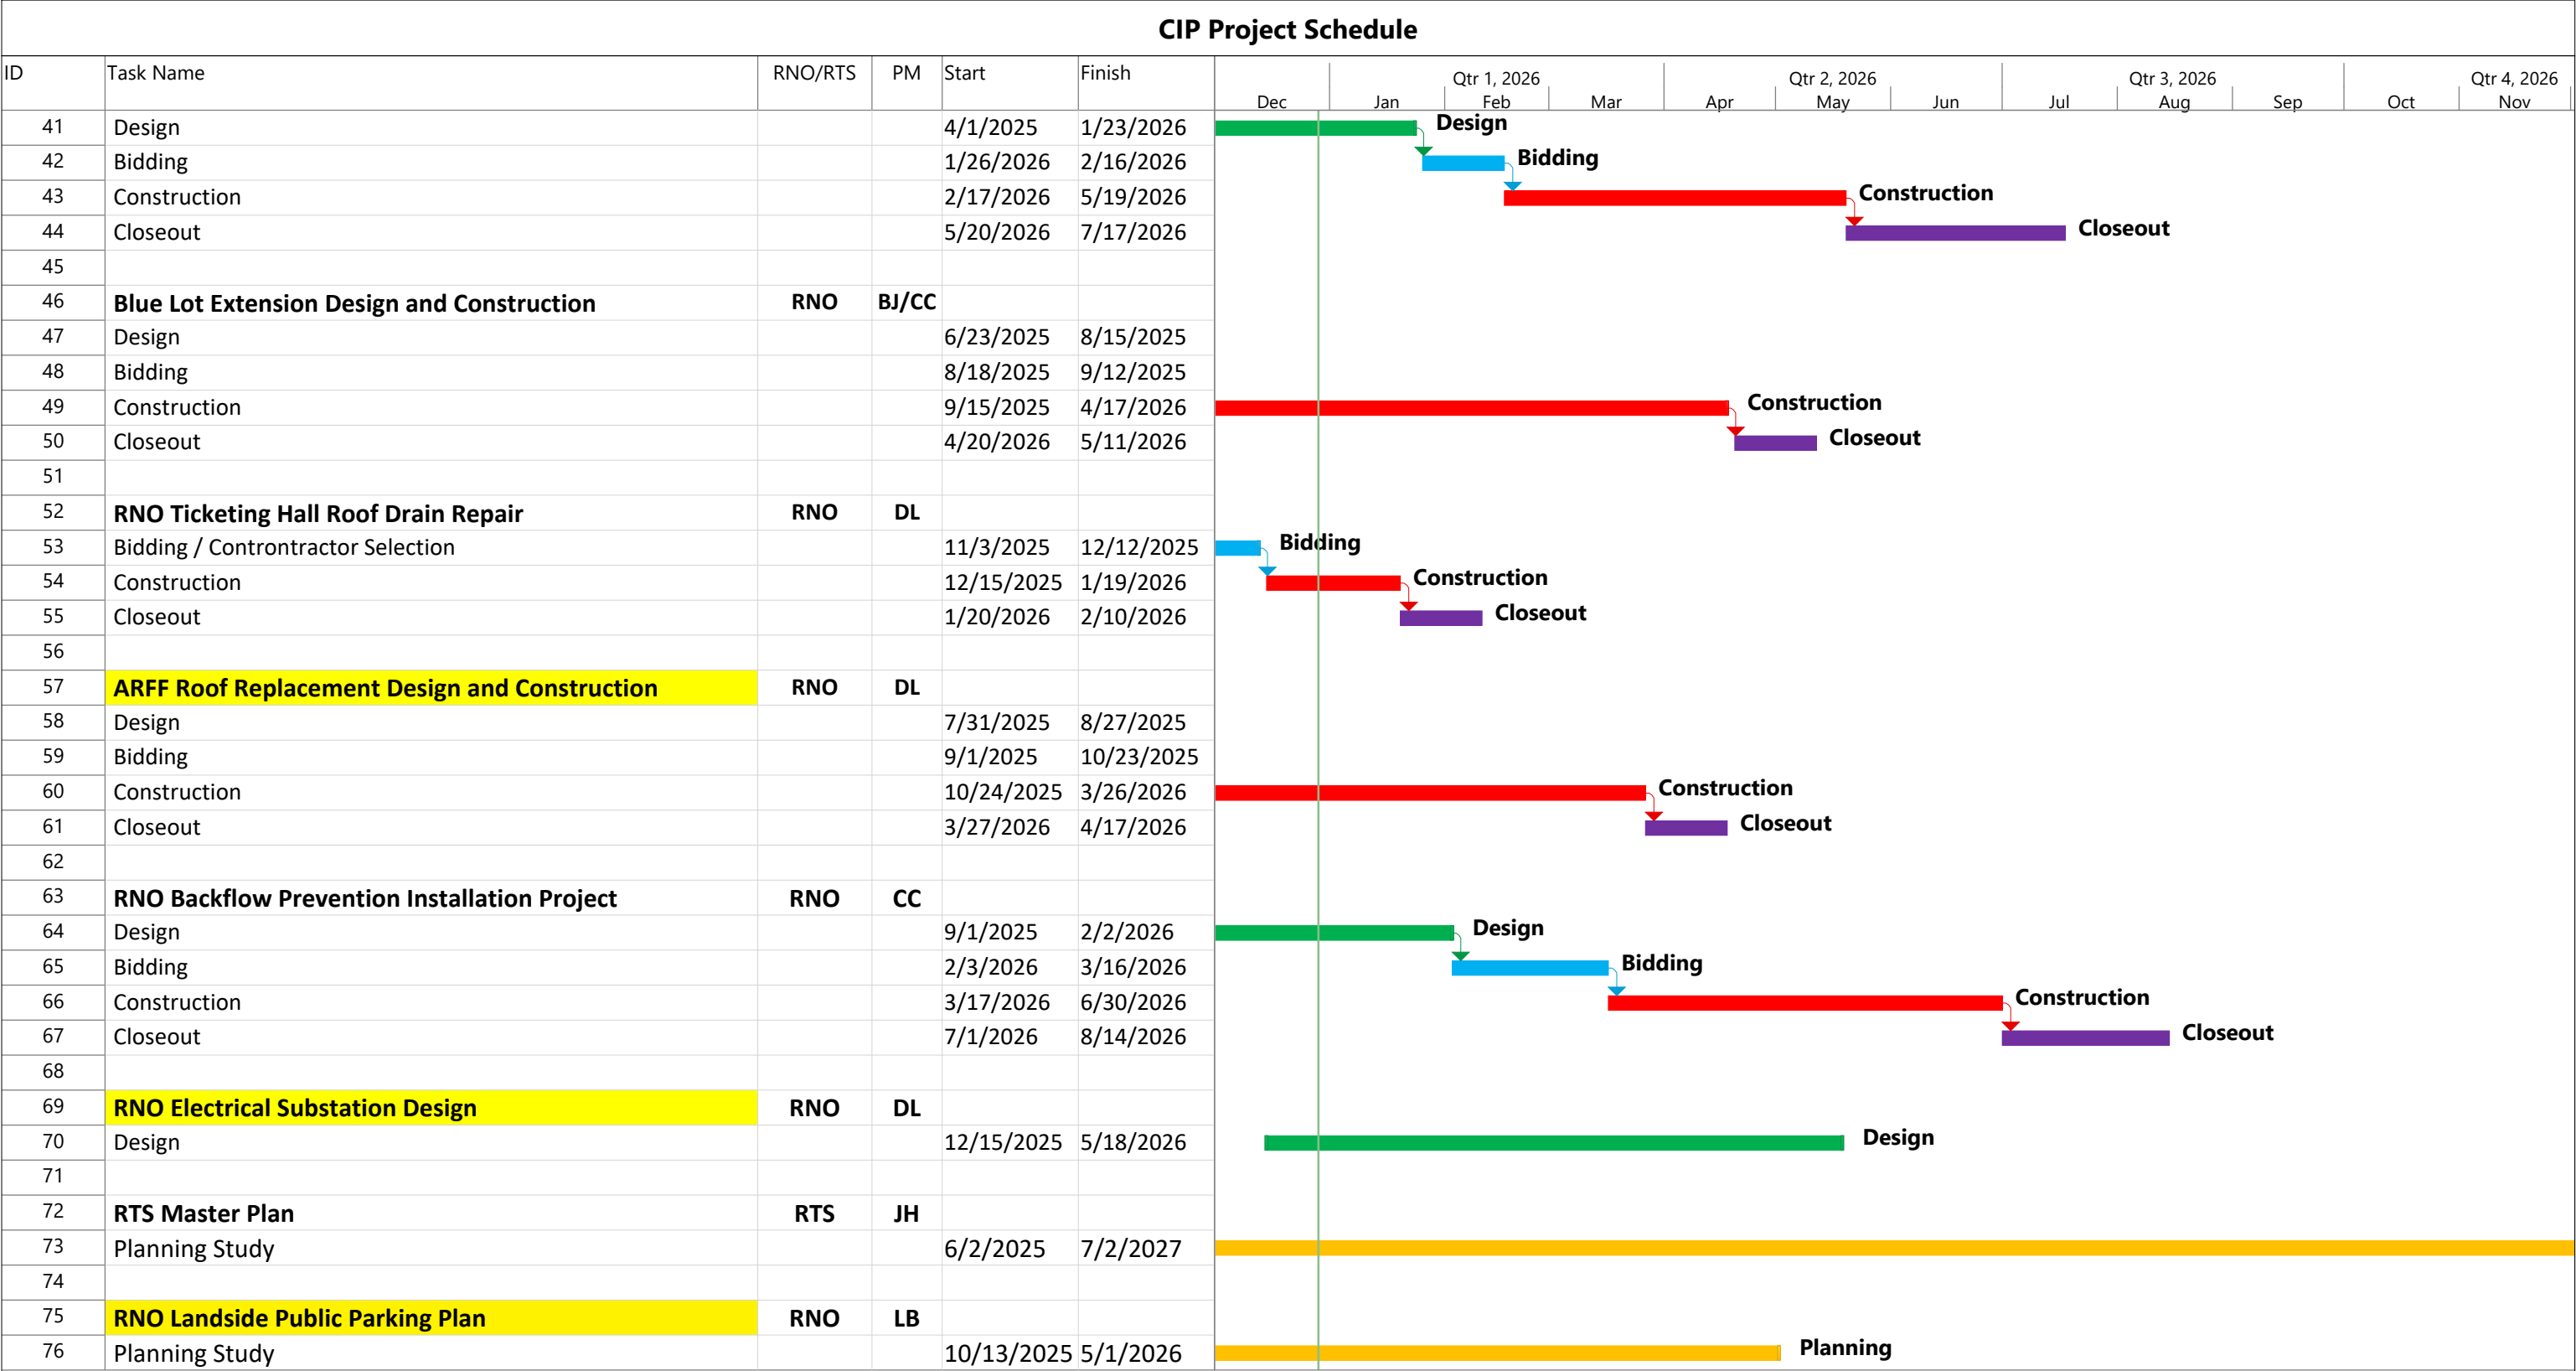 CIP Project Schedule
ID Task Name RNO/RTS PM Start Finish
Qtr 1, 2026 Qtr 2, 2026 Qtr 3, 2026 Qtr 4, 2026
Dec Jan Feb Mar Apr May Jun Jul Aug Sep Oct Nov
41 Design 4/1/2025 1/23/2026 Design
42 Bidding 1/26/2026 2/16/2026 Bidding
43 Construction 2/17/2026 5/19/2026 Construction
44 Closeout 5/20/2026 7/17/2026 Closeout
45
46 Blue Lot Extension Design and Construction RNO BJ/CC
47 Design 6/23/2025 8/15/2025
48 Bidding 8/18/2025 9/12/2025
49 Construction 9/15/2025 4/17/2026 Construction
50 Closeout 4/20/2026 5/11/2026 Closeout
51
52 RNO Ticketing Hall Roof Drain Repair RNO DL
53 Bidding / Controntractor Selection 11/3/2025 12/12/2025 Bidding
54 Construction 12/15/2025 1/19/2026 Construction
55 Closeout 1/20/2026 2/10/2026 Closeout
56
57 ARFF Roof Replacement Design and Construction RNO DL
58 Design 7/31/2025 8/27/2025
59 Bidding 9/1/2025 10/23/2025
60 Construction 10/24/2025 3/26/2026 Construction
61 Closeout 3/27/2026 4/17/2026 Closeout
62
63 RNO Backflow Prevention Installation Project RNO CC
64 Design 9/1/2025 2/2/2026 Design
65 Bidding 2/3/2026 3/16/2026 Bidding
66 Construction 3/17/2026 6/30/2026 Construction
67 Closeout 7/1/2026 8/14/2026 Closeout
68
69 RNO Electrical Substation Design RNO DL
70 Design 12/15/2025 5/18/2026 Design
71
72 RTS Master Plan RTS JH
73 Planning Study 6/2/2025 7/2/2027
74
75 RNO Landside Public Parking Plan RNO LB
76 Planning Study 10/13/2025 5/1/2026 Planning